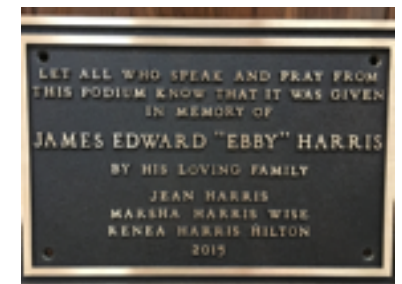 LET ALL WHO SPEAK AND PRAY FROM
THIS PODIUM KNOW THAT IT WAS GIVEN
IN MEMORY OF
JAMES EDWARD "EBBY" HARRIS
BY HIS LOVING FAMILY
JEAN HARRIS
MARSHA HARRIS WISE
RENEA HARRIS HILTON
2015